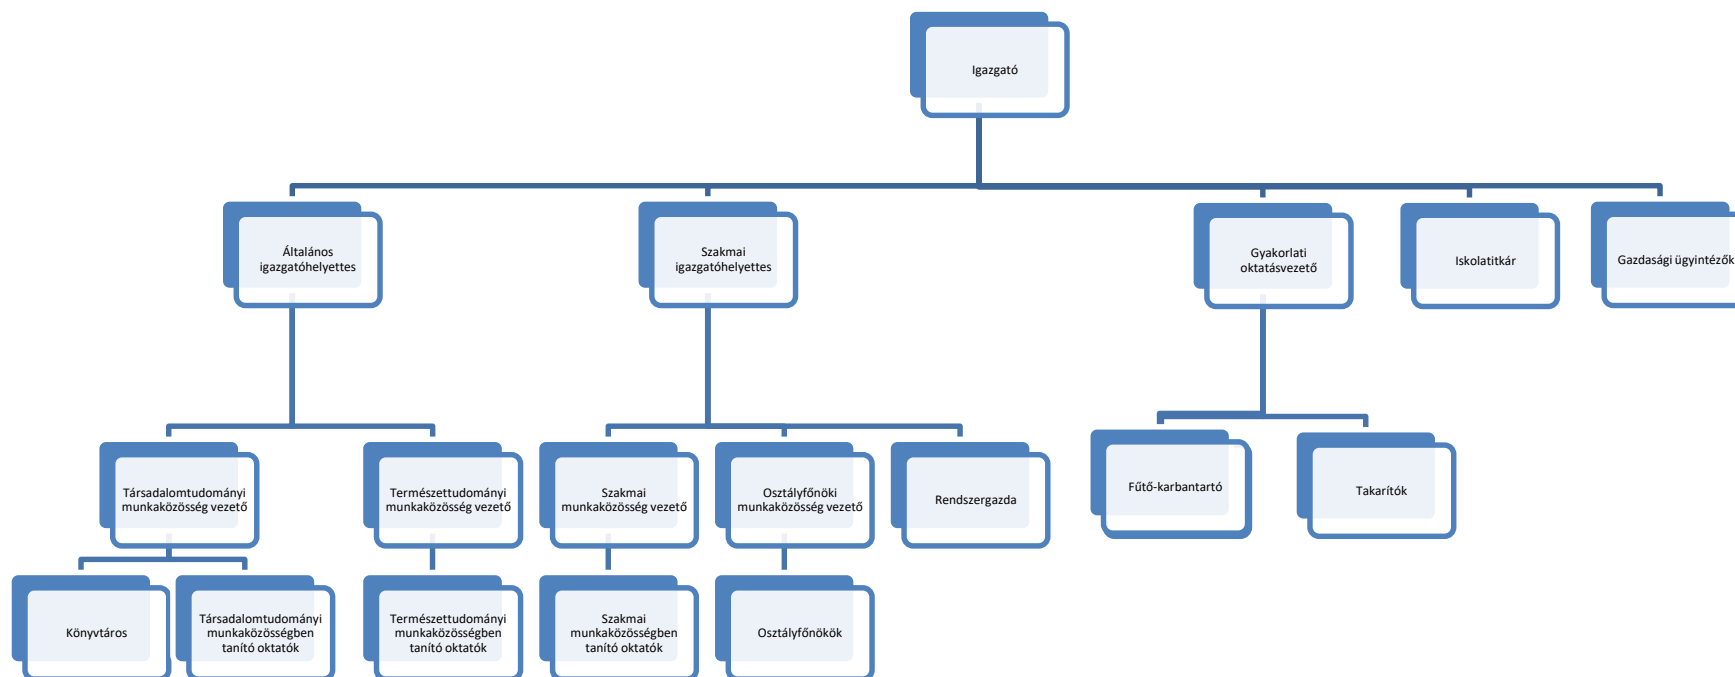 Igazgató
Általános
igazgatóhelyettes
Szakmai
igazgatóhelyettes
Gyakorlati
oktatásvezető
Iskolatitkár
Gazdasági ügyintézők
Társadalomtudományi
munkaközösség vezető
Természettudományi
munkaközösség vezető
Szakmai
munkaközösség vezető
Osztályfőnöki
munkaközösség vezető
Rendszergazda
Fűtő-karbantartó
Takarítók
Könyvtáros
Társadalomtudományi
munkaközösségben
tanító oktatók
Természettudományi
munkaközösségben
tanító oktatók
Szakmai
munkaközösségben
tanító oktatók
Osztályfőnökök